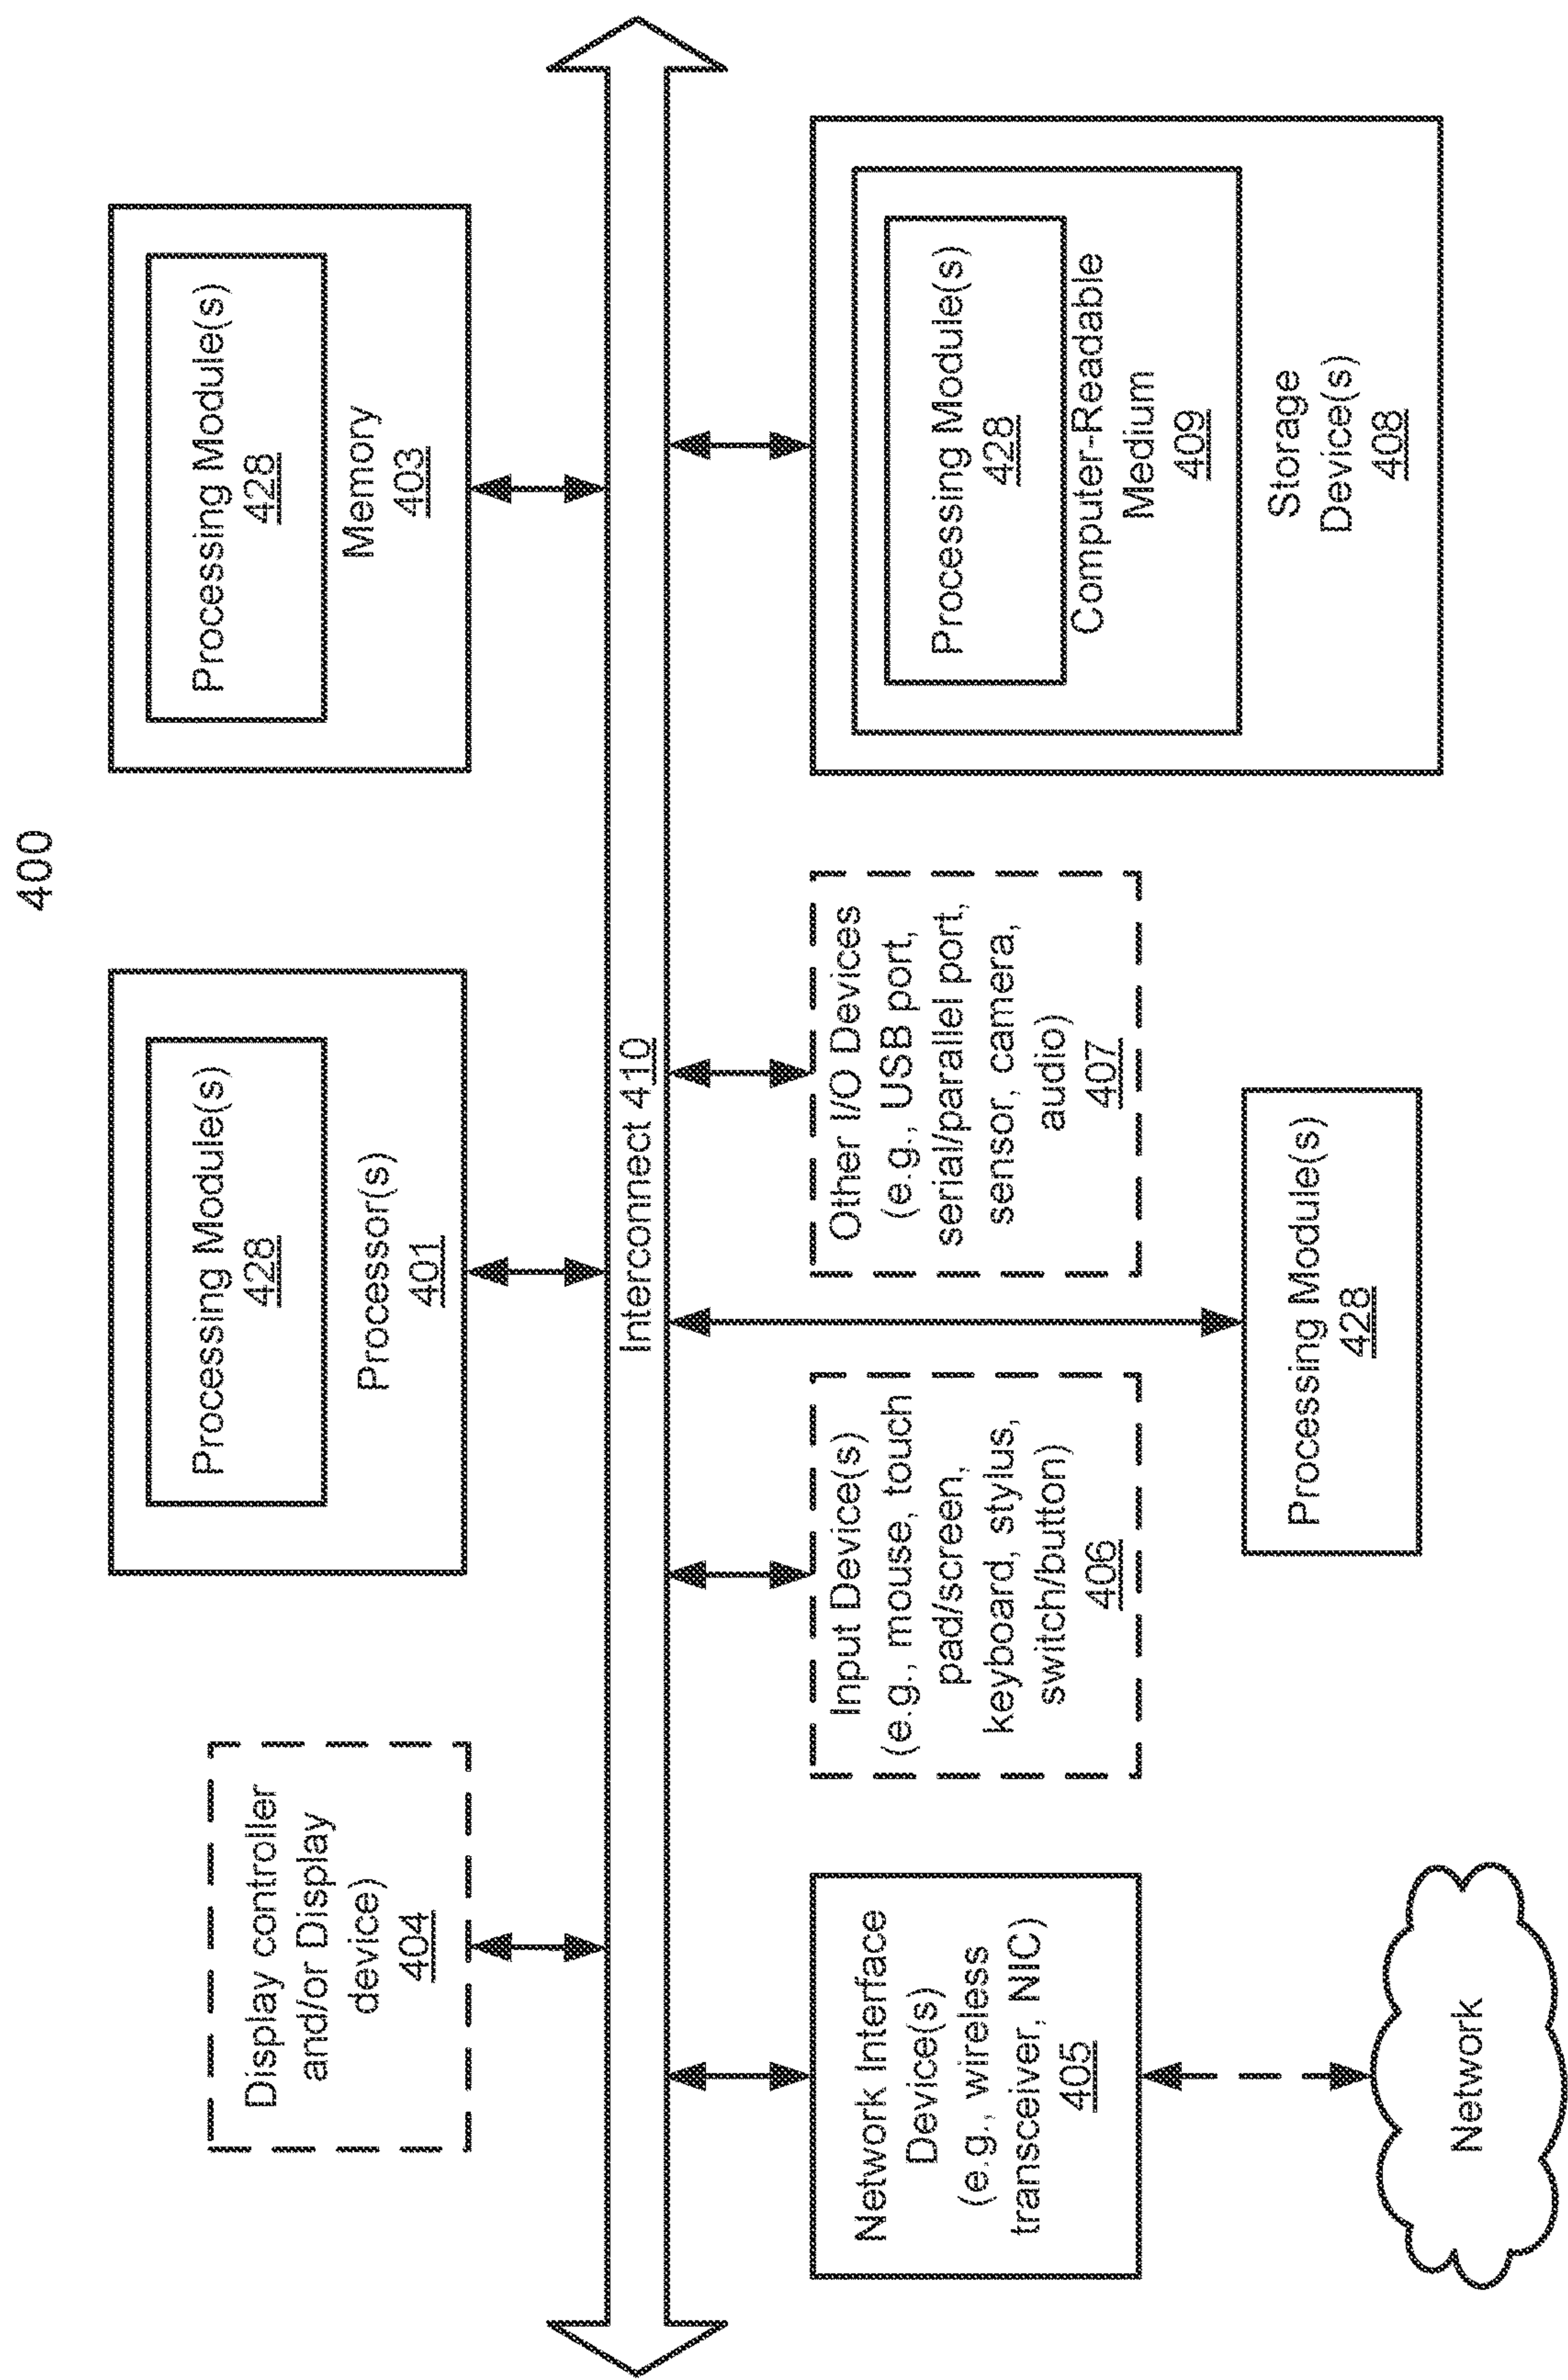 400
Display controller
and/or Display
device)
404
Processing Module(s)
428
Processor(s)
401
Processing Module(s)
428
Memory
403
Interconnect 410
Network Interface
Device(s)
(e.g., wireless
transceiver, NIC)
405
Input Device(s)
(e.g., mouse, touch
pad/screen,
keyboard, stylus,
switch/button)
406
Other I/O Devices
(e.g., USB port,
serial/parallel port,
sensor, camera,
audio)
407
Processing Module(s)
428
Computer-Readable
Medium
409
Storage
Device(s)
408
Processing Module(s)
428
Network